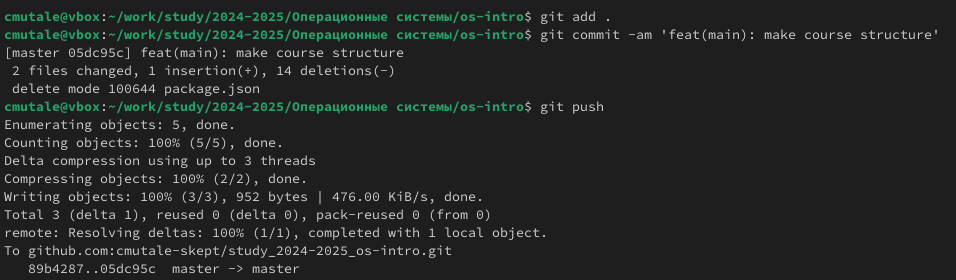 cmutale@vbox:~/work/study/2024-2025/Операционные системы/os-intro$ git add .
cmutale@vbox:~/work/study/2024-2025/Операционные системы/os-intro$ git commit -am 'feat(main): make course structure'
[master 05dc95c] feat(main): make course structure
 2 files changed, 1 insertion(+), 14 deletions(-)
 delete mode 100644 package.json
cmutale@vbox:~/work/study/2024-2025/Операционные системы/os-intro$ git push
Enumerating objects: 5, done.
Counting objects: 100% (5/5), done.
Delta compression using up to 3 threads
Compressing objects: 100% (2/2), done.
Writing objects: 100% (3/3), 952 bytes | 476.00 KiB/s, done.
Total 3 (delta 1), reused 0 (delta 0), pack-reused 0 (from 0)
remote: Resolving deltas: 100% (1/1), completed with 1 local object.
To github.com:cmutale-skept/study_2024-2025_os-intro.git
   89b4287..05dc95c  master -> master